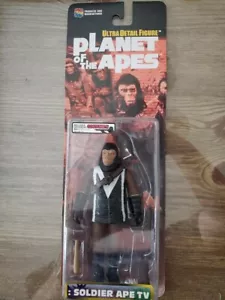 ULTRA DETAIL FIGURE
PLANET
OF THE APES
: SOLDIER APE TV